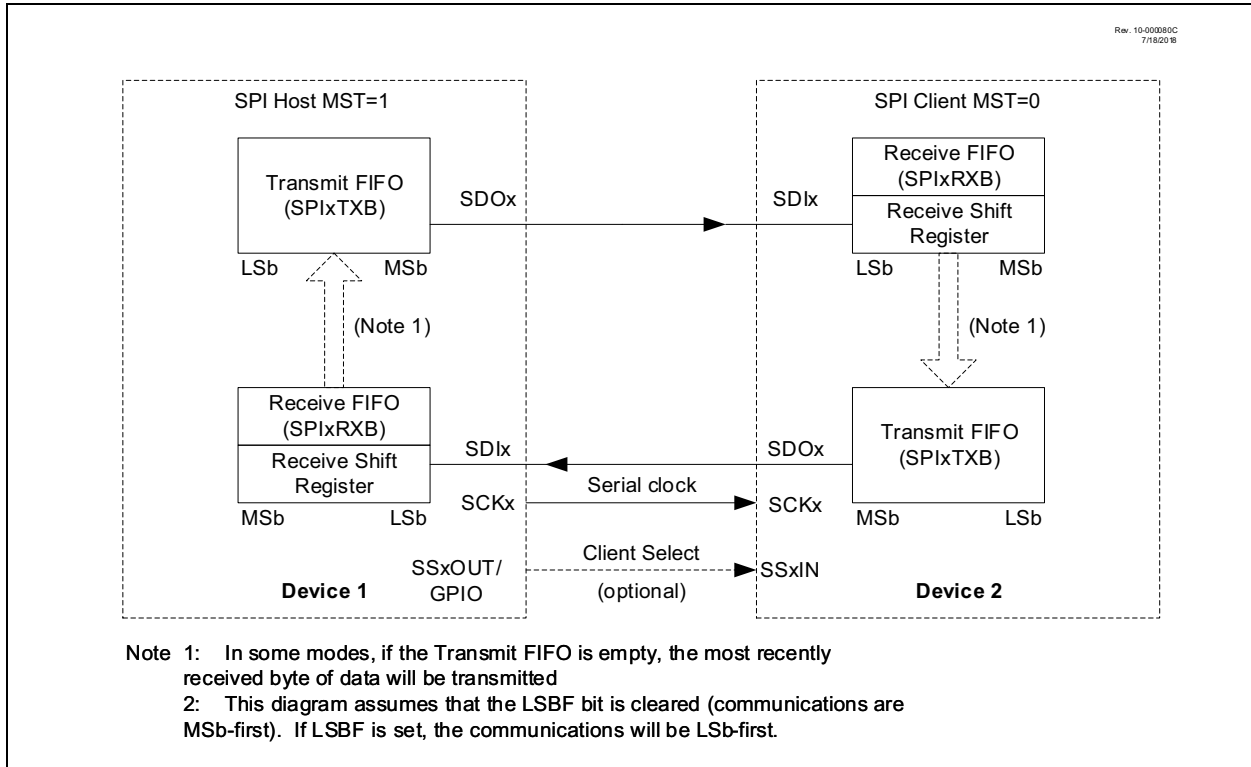 Rev. 10-000080C
7/18/2018
SPI Host MST=1
SPI Client MST=0
Transmit FIFO
(SPIxTXB)
SDOx
SDIx
Receive FIFO
(SPIxRXB)
Receive Shift
Register
LSb
MSb
LSb
MSb
(Note 1)
(Note 1)
Receive FIFO
(SPIxRXB)
Receive Shift
Register
SDIx
SDOx
Transmit FIFO
(SPIxTXB)
Serial clock
MSb
LSb
SCKx
SCKx
MSb
LSb
SSxOUT/
GPIO
Client Select
(optional)
SSxIN
Device 1
Device 2
Note 1: In some modes, if the Transmit FIFO is empty, the most recently
received byte of data will be transmitted
2: This diagram assumes that the LSBF bit is cleared (communications are
MSb-first). If LSBF is set, the communications will be LSb-first.